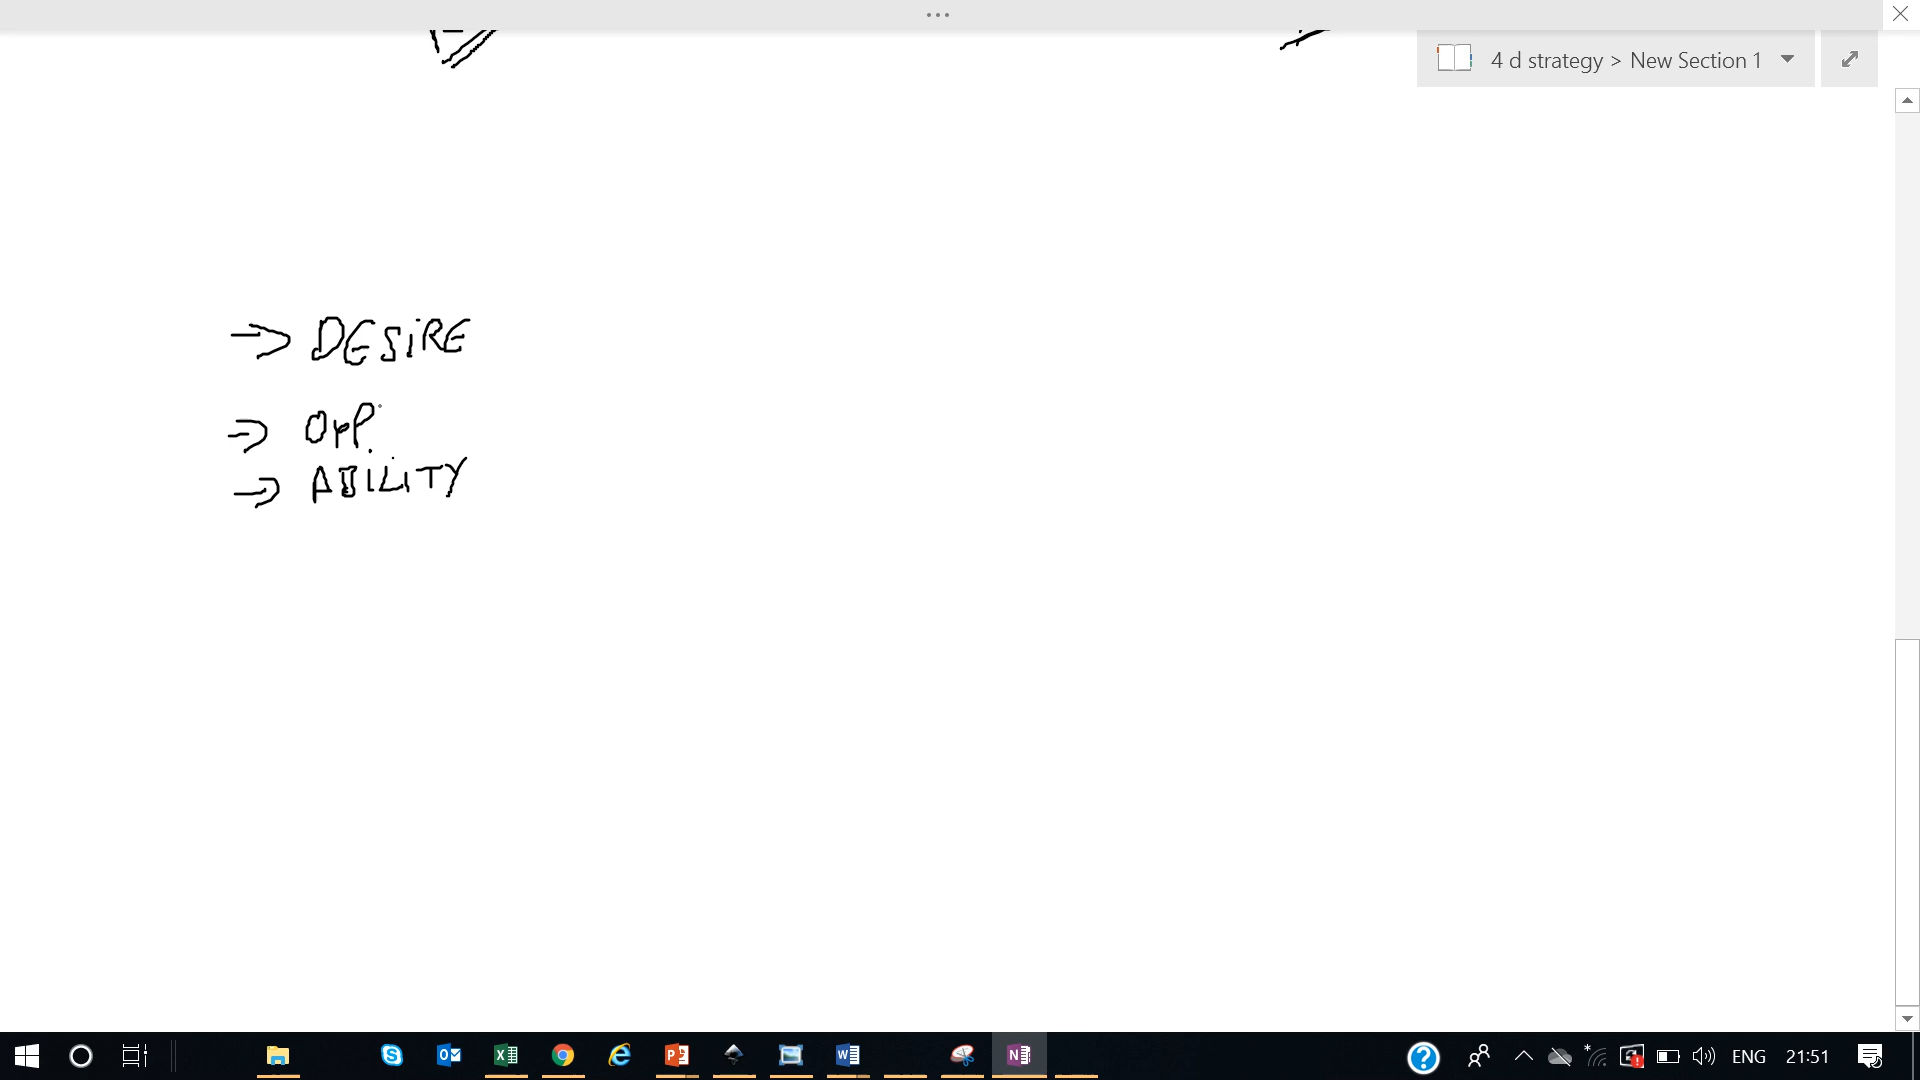 4 d strategy > New Section 1
→ DESiRE
→ OPP.
→ ABILiTY
ENG 21:51